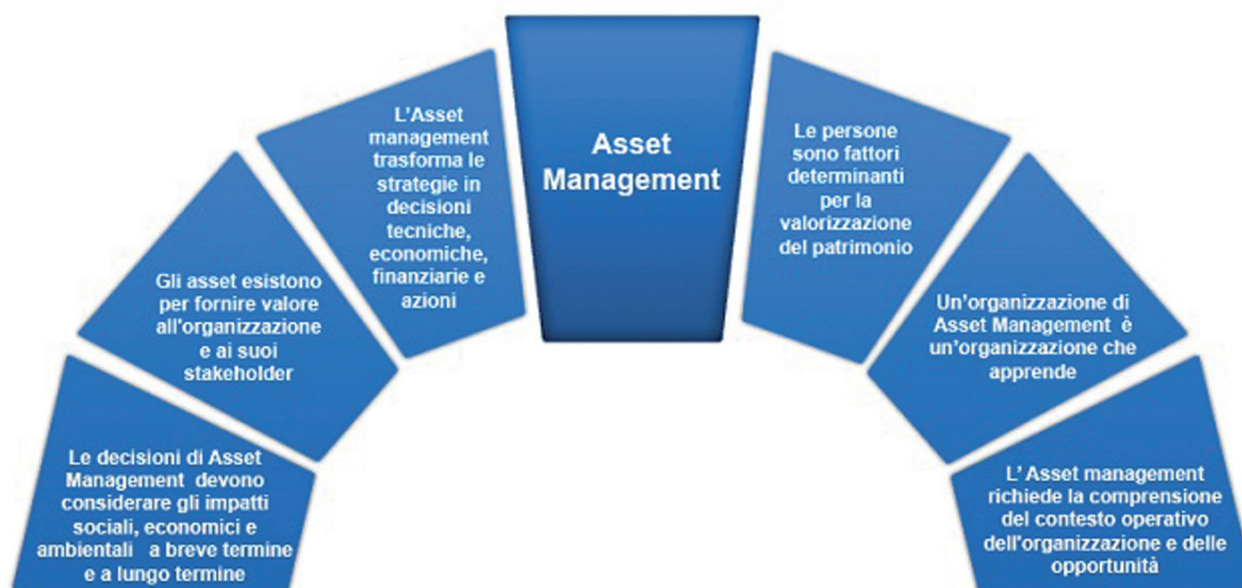 Le decisioni di Asset
Management devono
considerare gli impatti
sociali, economici e
ambientali a breve termine
e a lungo termine
Gli asset esistono
per fornire valore
all'organizzazione
e ai suoi
stakeholder
L'Asset
management
trasforma le
strategie in
decisioni
tecniche,
economiche,
finanziarie e
azioni
Asset
Management
Le persone
sono fattori
determinanti
per la
valorizzazione
del patrimonio
Un'organizzazione di
Asset Management è
un'organizzazione che
apprende
L' Asset management
richiede la comprensione
del contesto operativo
dell'organizzazione e delle
opportunità